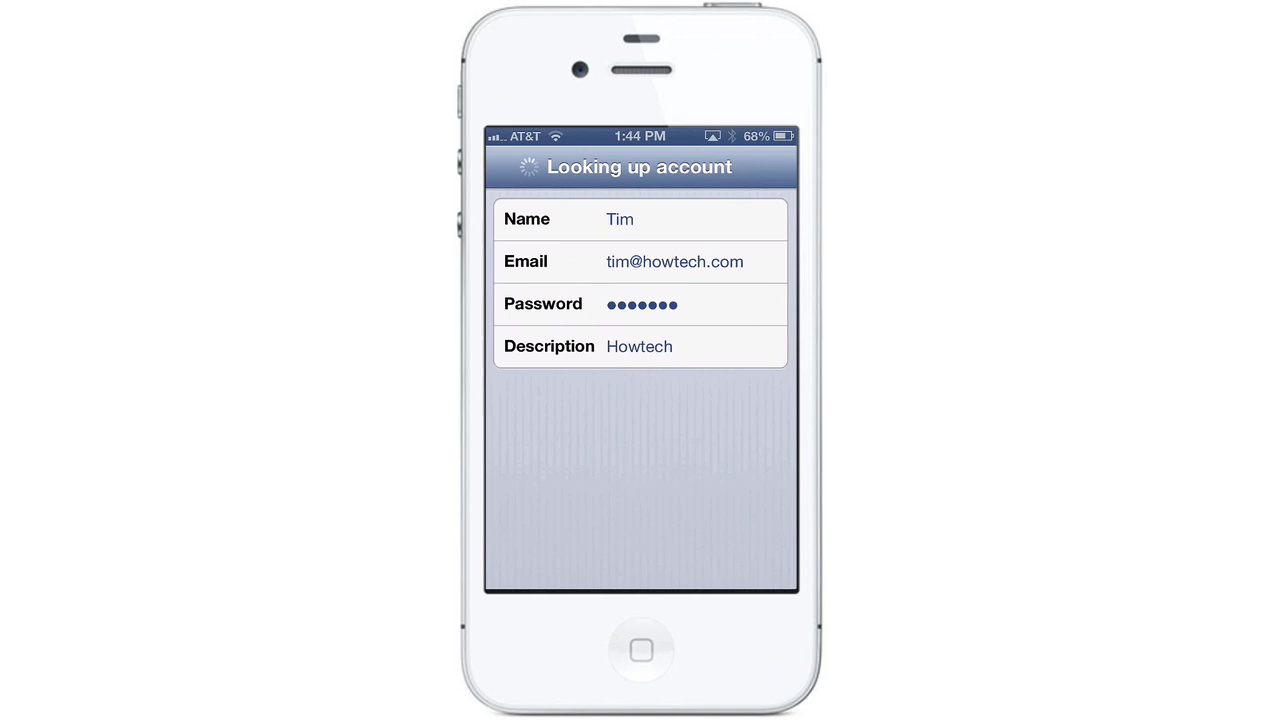 AT&T 1:44 PM 68%
Looking up account
Name Tim
Email tim@howtech.com
Password •••••••
Description Howtech